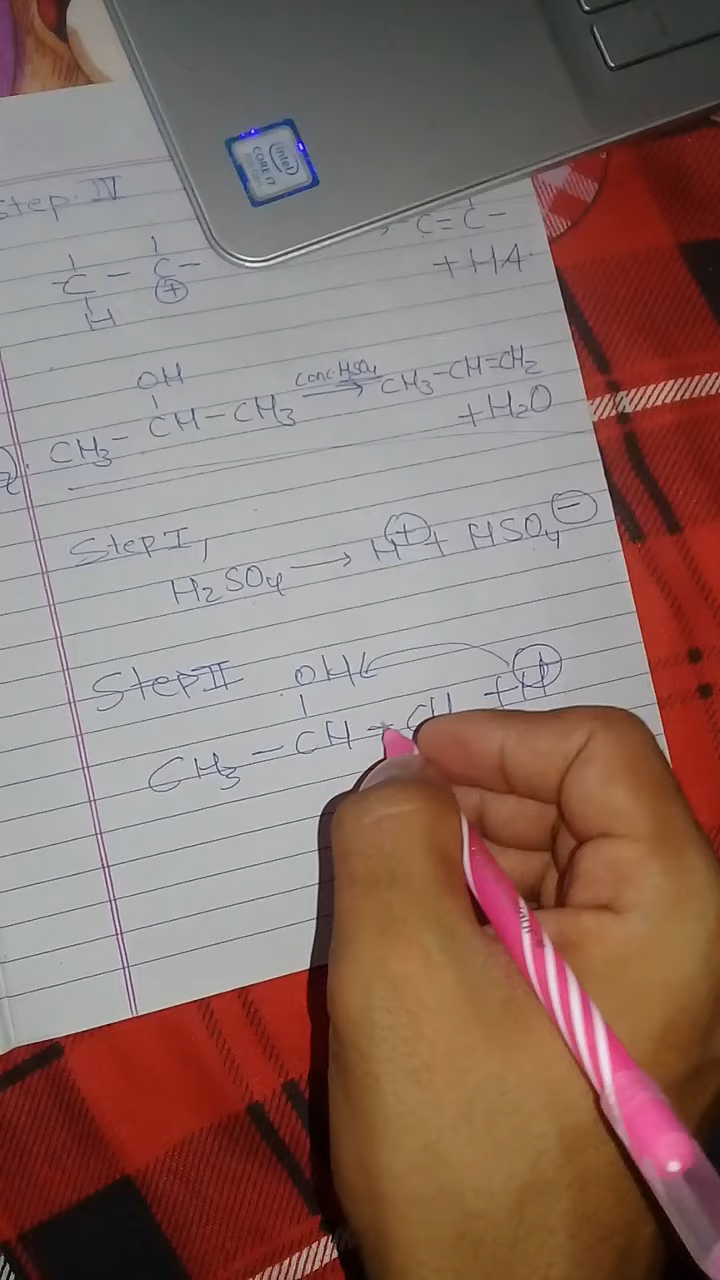 Step. IV
C = C -
- C - C -
H +
+ HA.
OH
CH3 - CH - CH3 Conc. H2SO4 → CH3 - CH = CH2
+ H2O
Step I,
H2SO4 → H+ + HSO4-
Step II
OH
CH3 - CH - CH + H+
intel
CORE i7